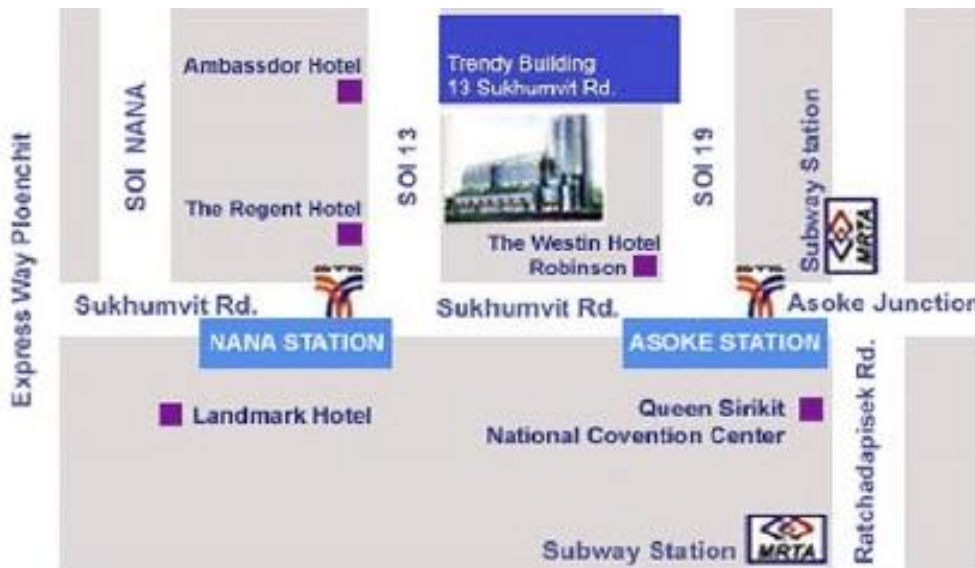 Ambassdor Hotel
Trendy Building
13 Sukhumvit Rd.
Express Way Ploenchit
SOI NANA
SOI 13
SOI 19
Subway Station
MRTA
The Regent Hotel
The Westin Hotel
Robinson
BTS
BTS
Sukhumvit Rd.
Sukhumvit Rd.
Asoke Junction
NANA STATION
ASOKE STATION
Landmark Hotel
Queen Sirikit
National Covention Center
Ratchadapisek Rd.
Subway Station
MRTA